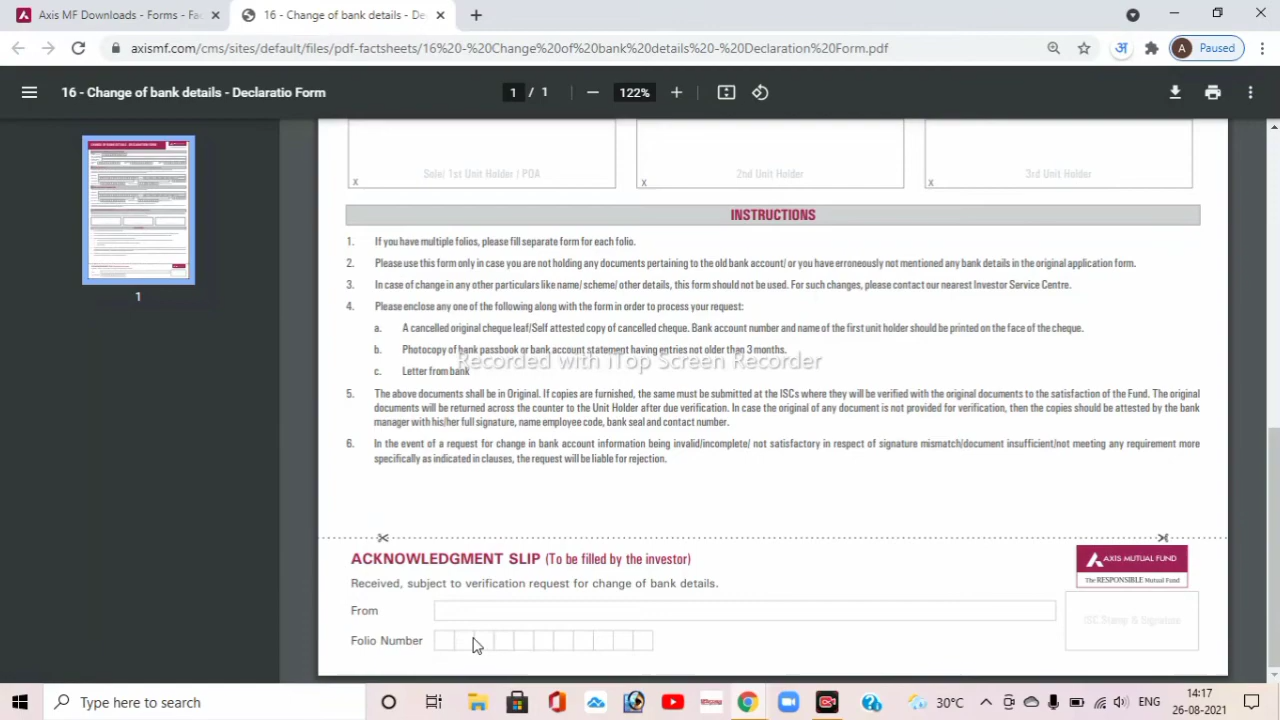 Axis MF Downloads - Forms - Fac
16 - Change of bank details - De
axismf.com/cms/sites/default/files/pdf-factsheets/16%20-%20Change%20of%20bank%20details%20-%20Declaration%20Form.pdf
अ
A Paused
16 - Change of bank details - Declaratio Form
1 / 1
122%
1
x Sole/ 1st Unit Holder / POA
x 2nd Unit Holder
x 3rd Unit Holder
INSTRUCTIONS
1. If you have multiple folios, please fill separate form for each folio.
2. Please use this form only in case you are not holding any documents pertaining to the old bank account/ or you have erroneously not mentioned any bank details in the original application form.
3. In case of change in any other particulars like name/ scheme/ other details, this form should not be used. For such changes, please contact our nearest Investor Service Centre.
4. Please enclose any one of the following along with the form in order to process your request:
a. A cancelled original cheque leaf/Self attested copy of cancelled cheque. Bank account number and name of the first unit holder should be printed on the face of the cheque.
b. Photocopy of bank passbook or bank account statement having entries not older than 3 months.
Recorded with iTop Screen Recorder
c. Letter from bank
5. The above documents shall be in Original. If copies are furnished, the same must be submitted at the ISCs where they will be verified with the original documents to the satisfaction of the Fund. The original
documents will be returned across the counter to the Unit Holder after due verification. In case the original of any document is not provided for verification, then the copies should be attested by the bank
manager with his/her full signature, name employee code, bank seal and contact number.
6. In the event of a request for change in bank account information being invalid/incomplete/ not satisfactory in respect of signature mismatch/document insufficient/not meeting any requirement more
specifically as indicated in clauses, the request will be liable for rejection.
ACKNOWLEDGMENT SLIP (To be filled by the investor)
AXIS MUTUAL FUND
The RESPONSIBLE Mutual Fund
Received, subject to verification request for change of bank details.
From
ISC Stamp & Signature
Folio Number
Type here to search
30°C
ENG
14:17
26-08-2021